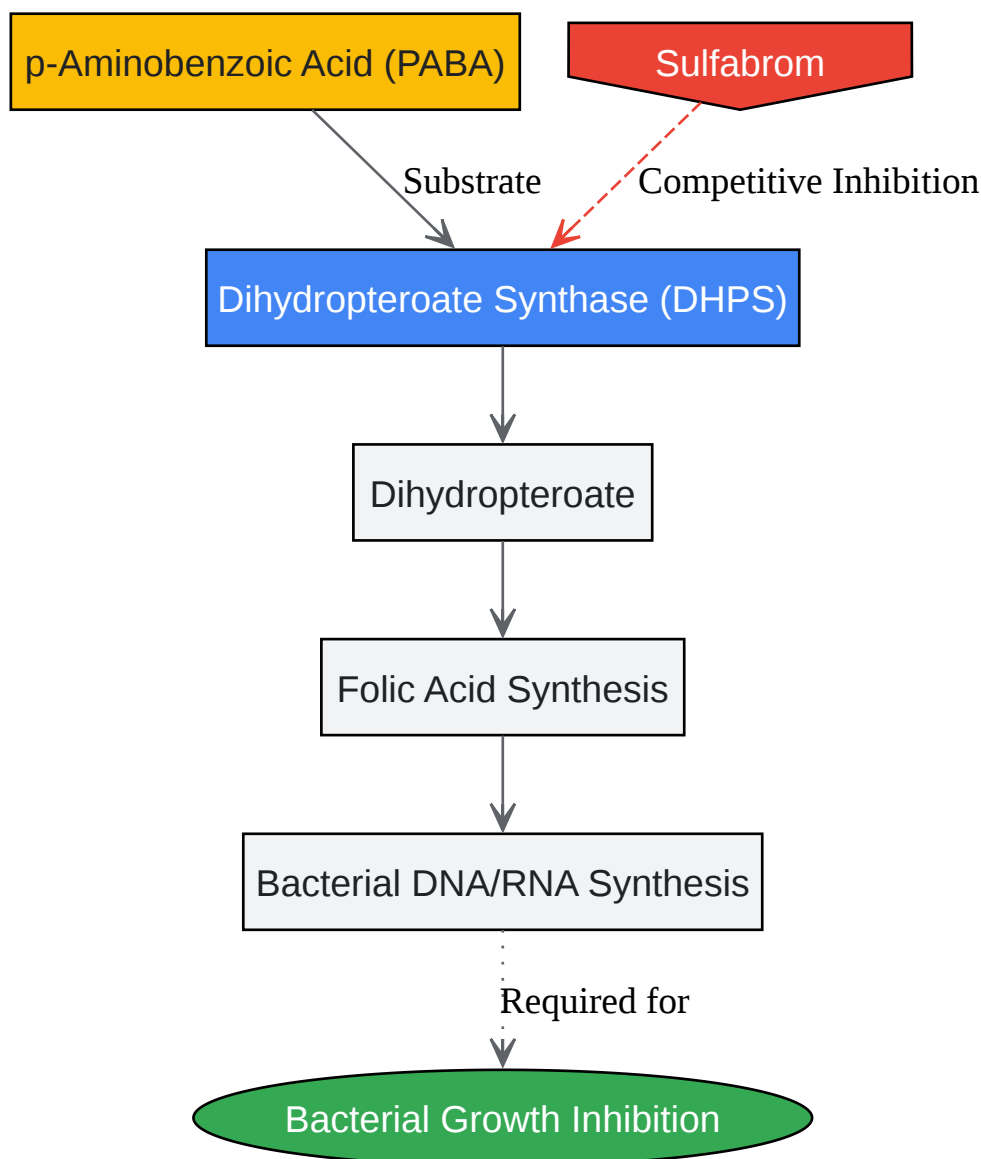 p-Aminobenzoic Acid (PABA)
Sulfabrom
Substrate
Competitive Inhibition
Dihydropteroate Synthase (DHPS)
Dihydropteroate
Folic Acid Synthesis
Bacterial DNA/RNA Synthesis
Required for
Bacterial Growth Inhibition